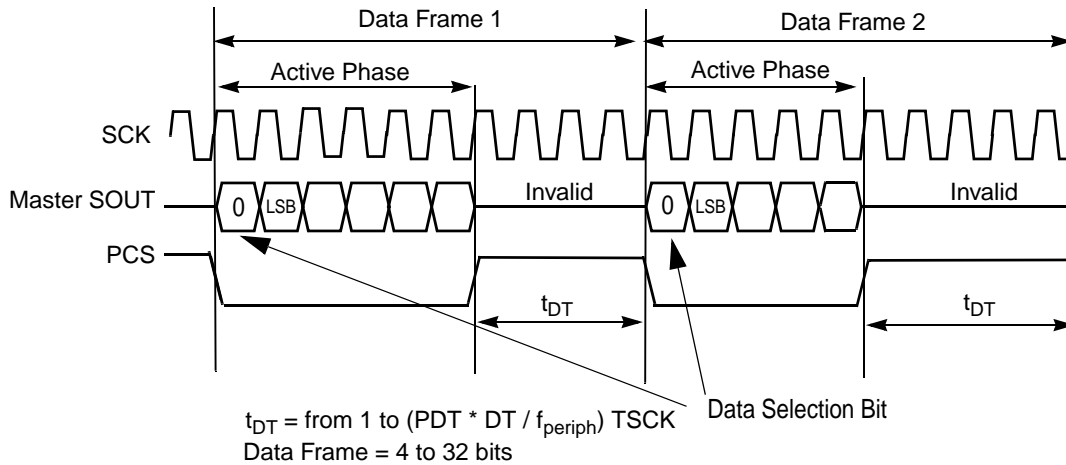 Data Frame 1
Data Frame 2
Active Phase
Active Phase
SCK
Master SOUT
0
LSB
Invalid
0
LSB
Invalid
PCS
tDT
tDT
tDT = from 1 to (PDT * DT / fperiph) TSCK
Data Selection Bit
Data Frame = 4 to 32 bits